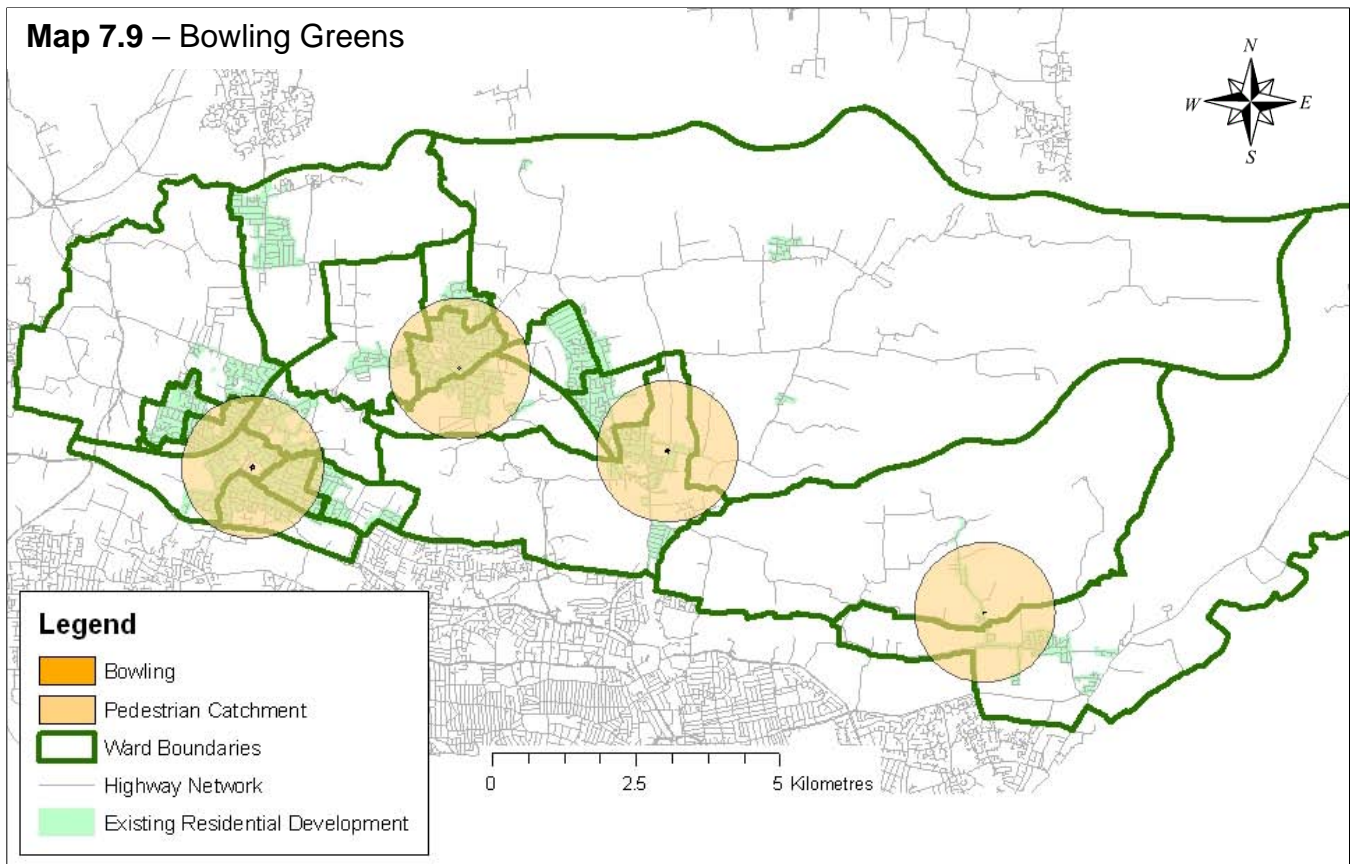 Map 7.9 – Bowling Greens
N
W E
S
Legend
Bowling
Pedestrian Catchment
Ward Boundaries
Highway Network
Existing Residential Development
0 2.5 5 Kilometres